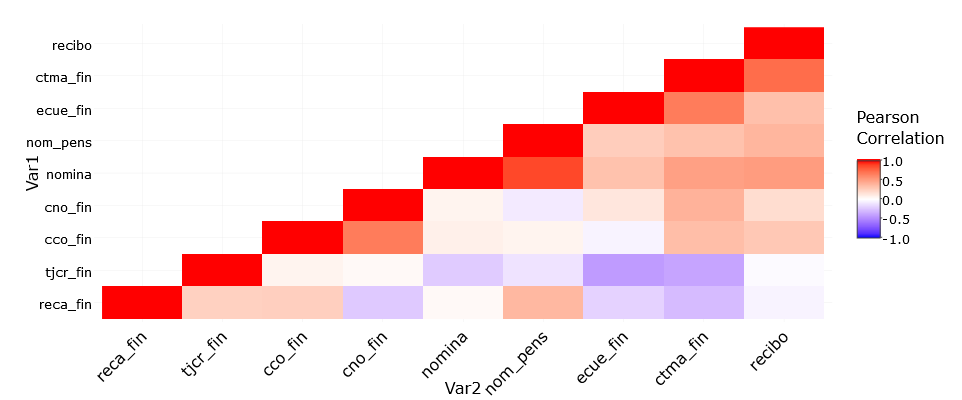 recibo
ctma_fin
ecue_fin
nom_pens
nomina
cno_fin
cco_fin
tjcr_fin
reca_fin
Var1
reca_fin
tjcr_fin
cco_fin
cno_fin
nomina
nom_pens
ecue_fin
ctma_fin
recibo
Var2
Pearson
Correlation
1.0
0.5
0.0
-0.5
-1.0